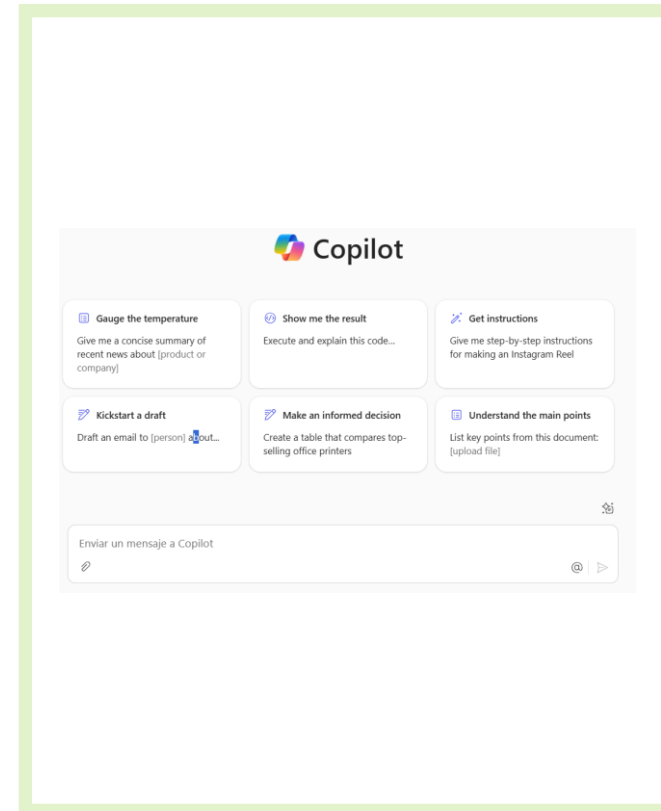 Copilot
Gauge the temperature
Give me a concise summary of
recent news about [product or
company]
Show me the result
Execute and explain this code...
Get instructions
Give me step-by-step instructions
for making an Instagram Reel
Kickstart a draft
Draft an email to [person] about...
Make an informed decision
Create a table that compares top-
selling office printers
Understand the main points
List key points from this document:
[upload file]
Enviar un mensaje a Copilot
@